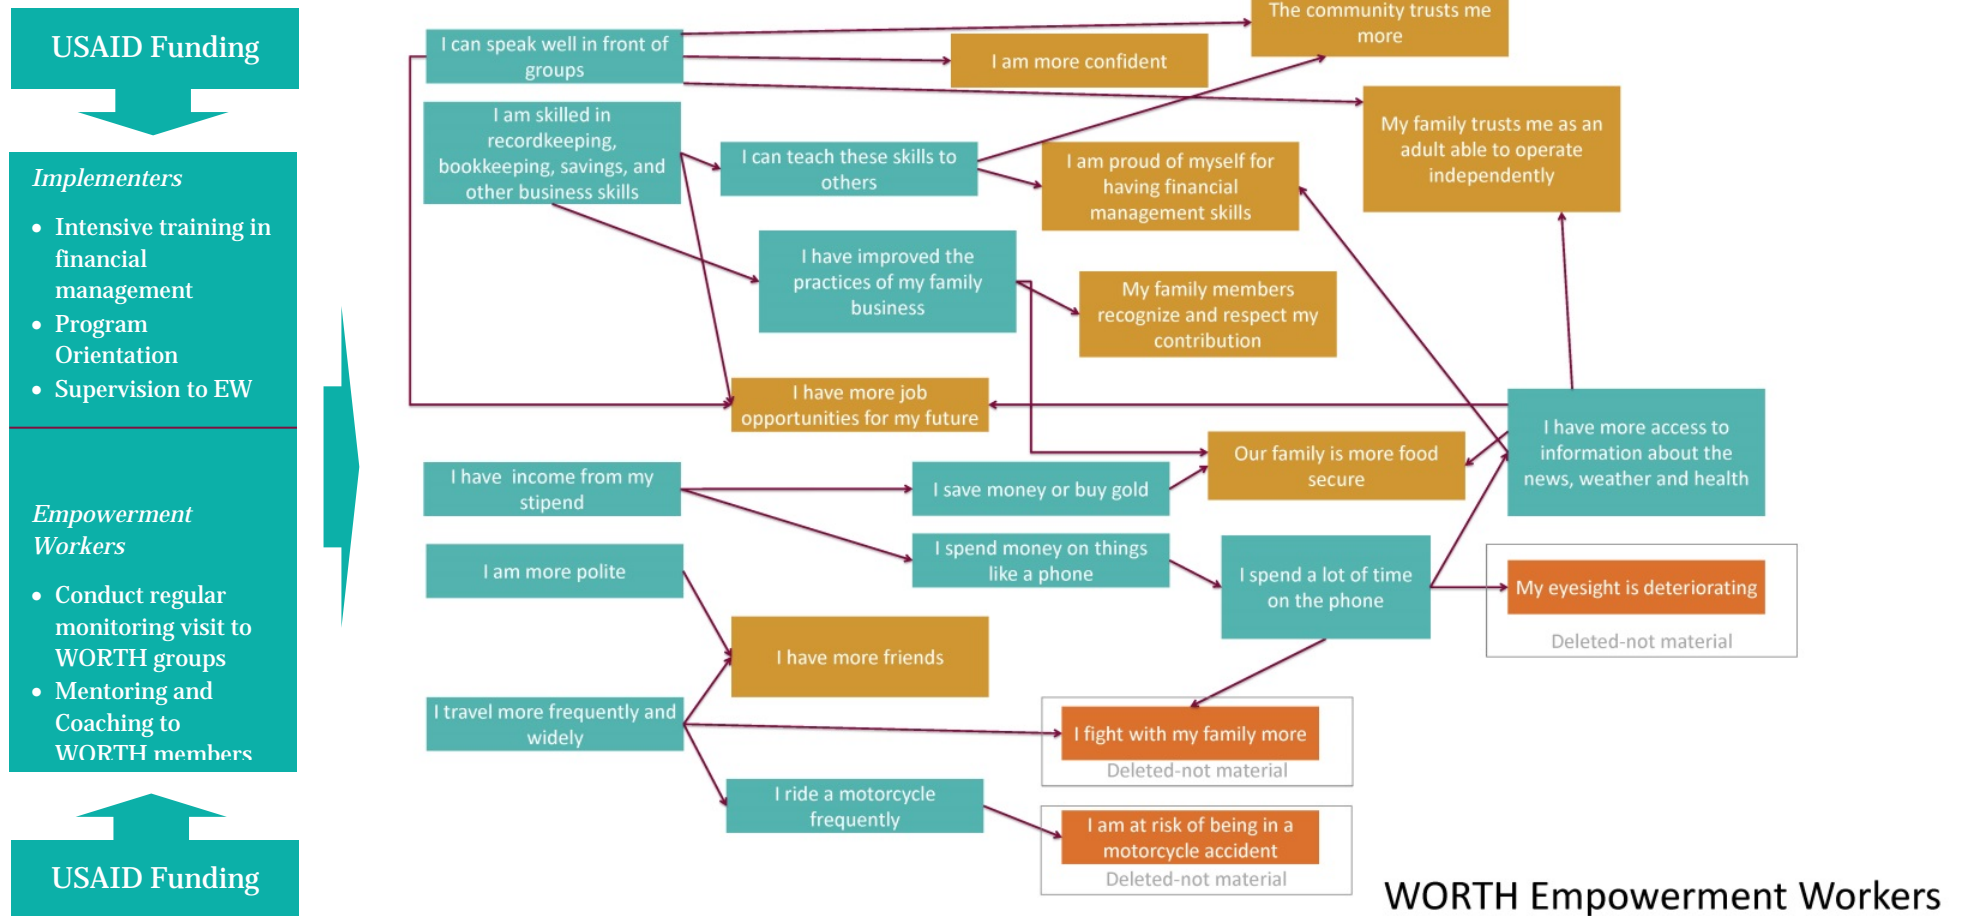 USAID Funding
Implementers
• Intensive training in
financial
management
• Program
Orientation
• Supervision to EW
Empowerment
Workers
• Conduct regular
monitoring visit to
WORTH groups
• Mentoring and
Coaching to
WORTH members
USAID Funding
I can speak well in front of
groups
The community trusts me
more
I am more confident
I am skilled in
recordkeeping,
bookkeeping, savings, and
other business skills
I can teach these skills to
others
I am proud of myself for
having financial
management skills
My family trusts me as an
adult able to operate
independently
I have improved the
practices of my family
business
My family members
recognize and respect my
contribution
I have more job
opportunities for my future
I have more access to
information about the
news, weather and health
Our family is more food
secure
I have  income from my
stipend
I save money or buy gold
I spend money on things
like a phone
I spend a lot of time
on the phone
My eyesight is deteriorating
Deleted-not material
I am more polite
I have more friends
I travel more frequently and
widely
I fight with my family more
Deleted-not material
I ride a motorcycle
frequently
I am at risk of being in a
motorcycle accident
Deleted-not material
WORTH Empowerment Workers